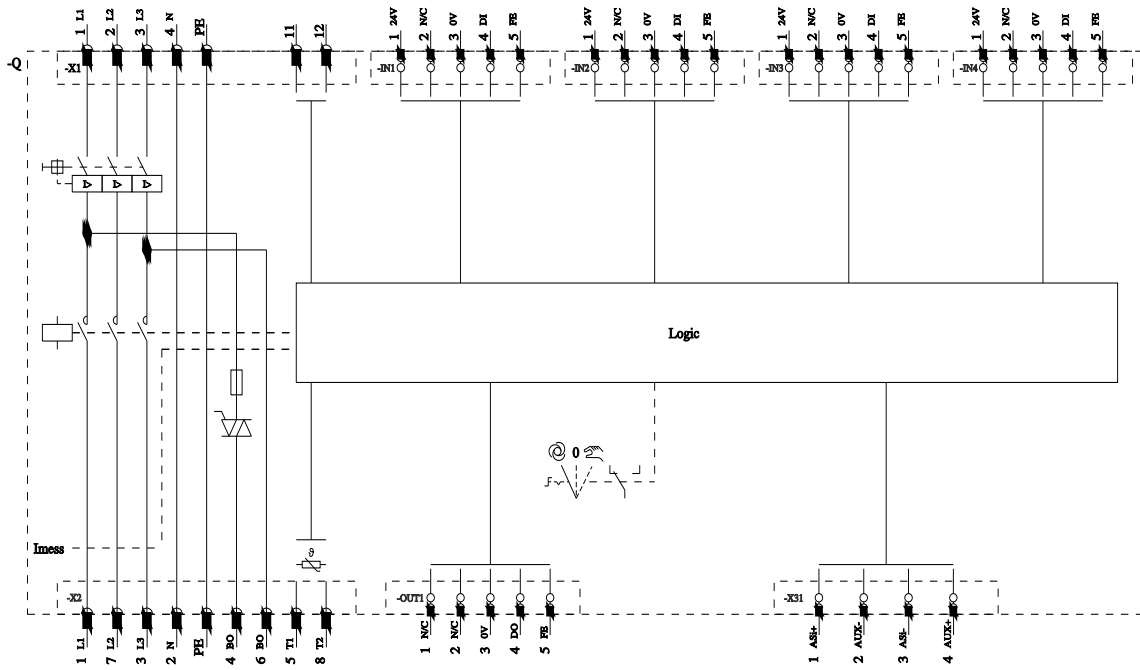 1 L1
2 L2
3 L3
4 N
PE
11
12
1 24V
2 N/C
3 0V
4 DI
5 FE
1 24V
2 N/C
3 0V
4 DI
5 FE
1 24V
2 N/C
3 0V
4 DI
5 FE
1 24V
2 N/C
3 0V
4 DI
5 FE
-Q
-X1
-IN1
-IN2
-IN3
-IN4
Logic
0
Imess
ϑ
-X2
-OUT1
-X31
1 L1
7 L2
3 L3
2 N
PE
4 BO
6 BO
5 T1
8 T2
1 N/C
2 N/C
3 0V
4 DO
5 FE
1 ASi+
2 AUX-
3 ASi-
4 AUX+